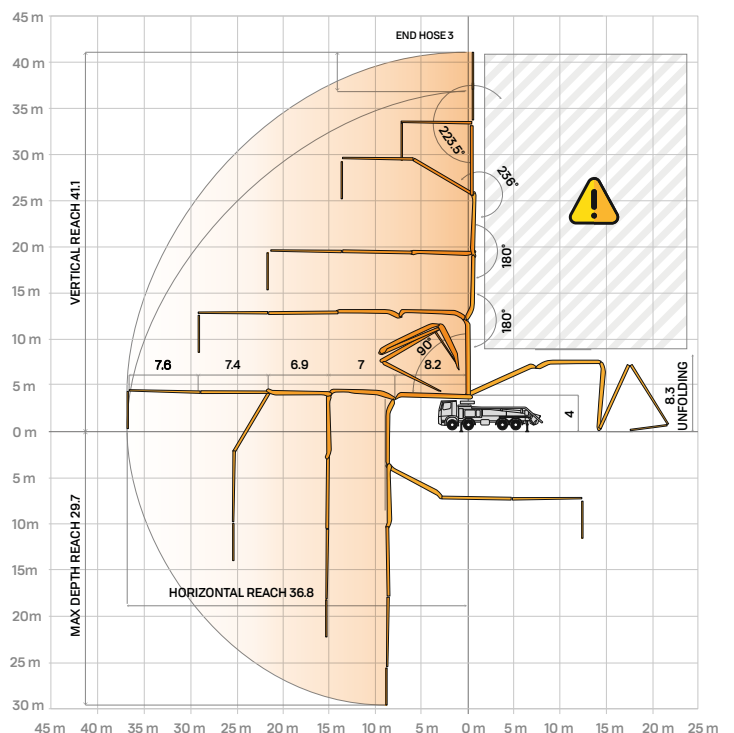 45 m
END HOSE 3
40 m
35 m
223.5°
30 m
236°
25 m
VERTICAL REACH 41.1
20 m
180°
15 m
180°
10 m
90°
7.6
7.4
6.9
7
8.2
5 m
8.3
UNFOLDING
4
0 m
5 m
10 m
MAX DEPTH REACH 29.7
15 m
HORIZONTAL REACH 36.8
20m
25 m
30 m
45 m
40 m
35 m
30 m
25 m
20 m
15 m
10 m
5 m
0 m
5 m
10 m
15 m
20 m
25 m